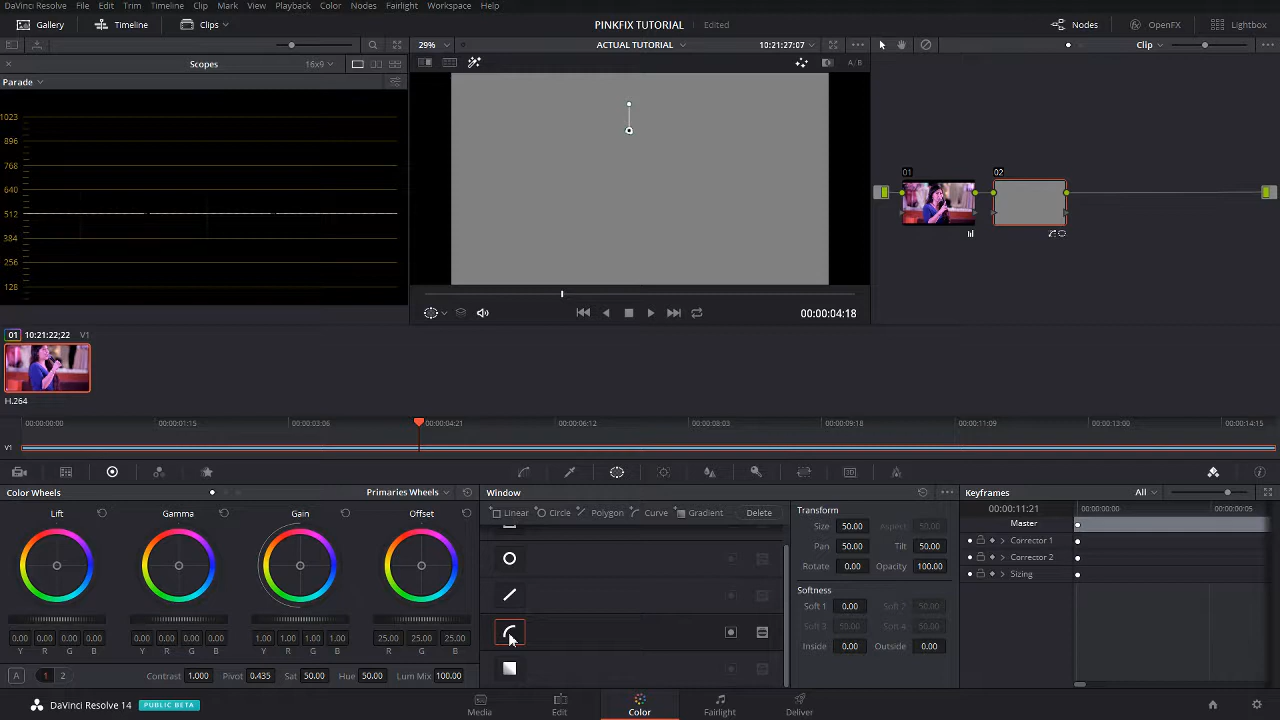 DaVinci Resolve File Edit Trim Timeline Clip Mark View Playback Color Nodes Fairlight Workspace Help
Gallery Timeline Clips PINKFIX TUTORIAL Edited Nodes OpenFX Lightbox
29% ACTUAL TUTORIAL 10:21:27:07 Clip
Scopes 16x9 A/B
Parade
1023
896
768
640
512
384
256
128
01 02
00:00:04:18
01 10:21:22;22 V1
H.264
00:00:00:00 00:00:01:15 00:00:03:06 00:00:04:21 00:00:06:12 00:00:08:03 00:00:09:18 00:00:11:09 00:00:13:00 00:00:14:15
V1
Color Wheels Primaries Wheels Window Keyframes All
Lift Gamma Gain Offset
Linear Circle Polygon Curve Gradient Delete
Transform
Size 50.00 Aspect 50.00
Pan 50.00 Tilt 50.00
Rotate 0.00 Opacity 100.00
Softness
Soft 1 0.00 Soft 2 50.00
Soft 3 50.00 Soft 4 50.00
Inside 0.00 Outside 0.00
00:00:11:21 00:00:00:00 00:00:00:05
Master
Corrector 1
Corrector 2
Sizing
0.00 0.00 0.00 0.00 0.00 0.00 0.00 0.00 1.00 1.00 1.00 1.00 25.00 25.00 25.00
Y R G B Y R G B Y R G B R G B
A 1 2 Contrast 1.000 Pivot 0.435 Sat 50.00 Hue 50.00 Lum Mix 100.00
DaVinci Resolve 14 PUBLIC BETA Media Edit Color Fairlight Deliver